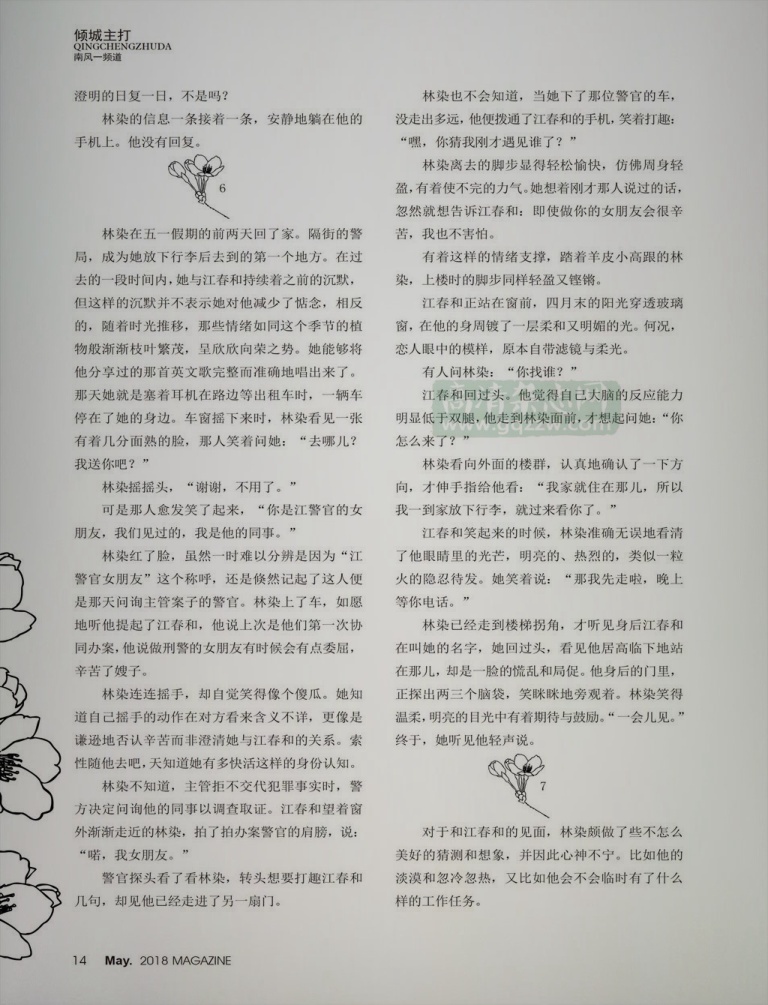 倾城主打
QINGCHENGZHUDA
南风一频道
澄明的日复一日，不是吗？
林染的信息一条接着一条，安静地躺在他的
手机上。他没有回复。
6
林染在五一假期的前两天回了家。隔街的警
局，成为她放下行李后去到的第一个地方。在过
去的一段时间内，她与江春和持续着之前的沉默，
但这样的沉默并不表示她对他减少了惦念，相反
的，随着时光推移，那些情绪如同这个季节的植
物般渐渐枝叶繁茂，呈欣欣向荣之势。她能够将
他分享过的那首英文歌完整而准确地唱出来了。
那天她就是塞着耳机在路边等出租车时，一辆车
停在了她的身边。车窗摇下来时，林染看见一张
有着几分面熟的脸，那人笑着问她：“去哪儿？
我送你吧？”
林染摇摇头，“谢谢，不用了。”
可是那人愈发笑了起来，“你是江警官的女
朋友，我们见过的，我是他的同事。”
林染红了脸，虽然一时难以分辨是因为“江
警官女朋友”这个称呼，还是倏然记起了这人便
是那天问询主管案子的警官。林染上了车，如愿
地听他提起了江春和，他说上次是他们第一次协
同办案，他说做刑警的女朋友有时候会有点委屈，
辛苦了嫂子。
林染连连摇手，却自觉笑得像个傻瓜。她知
道自己摇手的动作在对方看来含义不详，更像是
谦逊地否认辛苦而非澄清她与江春和的关系。索
性随他去吧，天知道她有多快活这样的身份认知。
林染不知道，主管拒不交代犯罪事实时，警
方决定问询他的同事以调查取证。江春和望着窗
外渐渐走近的林染，拍了拍办案警官的肩膀，说：
“喏，我女朋友。”
警官探头看了看林染，转头想要打趣江春和
几句，却见他已经走进了另一扇门。
林染也不会知道，当她下了那位警官的车，
没走出多远，他便拨通了江春和的手机，笑着打趣：
“嘿，你猜我刚才遇见谁了？”
林染离去的脚步显得轻松愉快，仿佛周身轻
盈，有着使不完的力气。她想着刚才那人说过的话，
忽然就想告诉江春和：即使做你的女朋友会很辛
苦，我也不害怕。
有着这样的情绪支撑，踏着羊皮小高跟的林
染，上楼时的脚步同样轻盈又铿锵。
江春和正站在窗前，四月末的阳光穿透玻璃
窗，在他的身周镀了一层柔和又明媚的光。何况，
恋人眼中的模样，原本自带滤镜与柔光。
有人问林染：“你找谁？”
江春和回过头。他觉得自己大脑的反应能力
明显低于双腿，他走到林染面前，才想起问她：“你
怎么来了？”
林染看向外面的楼群，认真地确认了一下方
向，才伸手指给他看：“我家就住在那儿，所以
我一到家放下行李，就过来看你了。”
江春和笑起来的时候，林染准确无误地看清
了他眼睛里的光芒，明亮的、热烈的，类似一粒
火的隐忍待发。她笑着说：“那我先走啦，晚上
等你电话。”
林染已经走到楼梯拐角，才听见身后江春和
在叫她的名字，她回过头，看见他居高临下地站
在那儿，却是一脸的慌乱和局促。他身后的门里，
正探出两三个脑袋，笑眯眯地旁观着。林染笑得
温柔，明亮的目光中有着期待与鼓励。“一会儿见。”
终于，她听见他轻声说。
7
对于和江春和的见面，林染颇做了些不怎么
美好的猜测和想象，并因此心神不宁。比如他的
淡漠和忽冷忽热，又比如他会不会临时有了什么
样的工作任务。
14 May. 2018 MAGAZINE